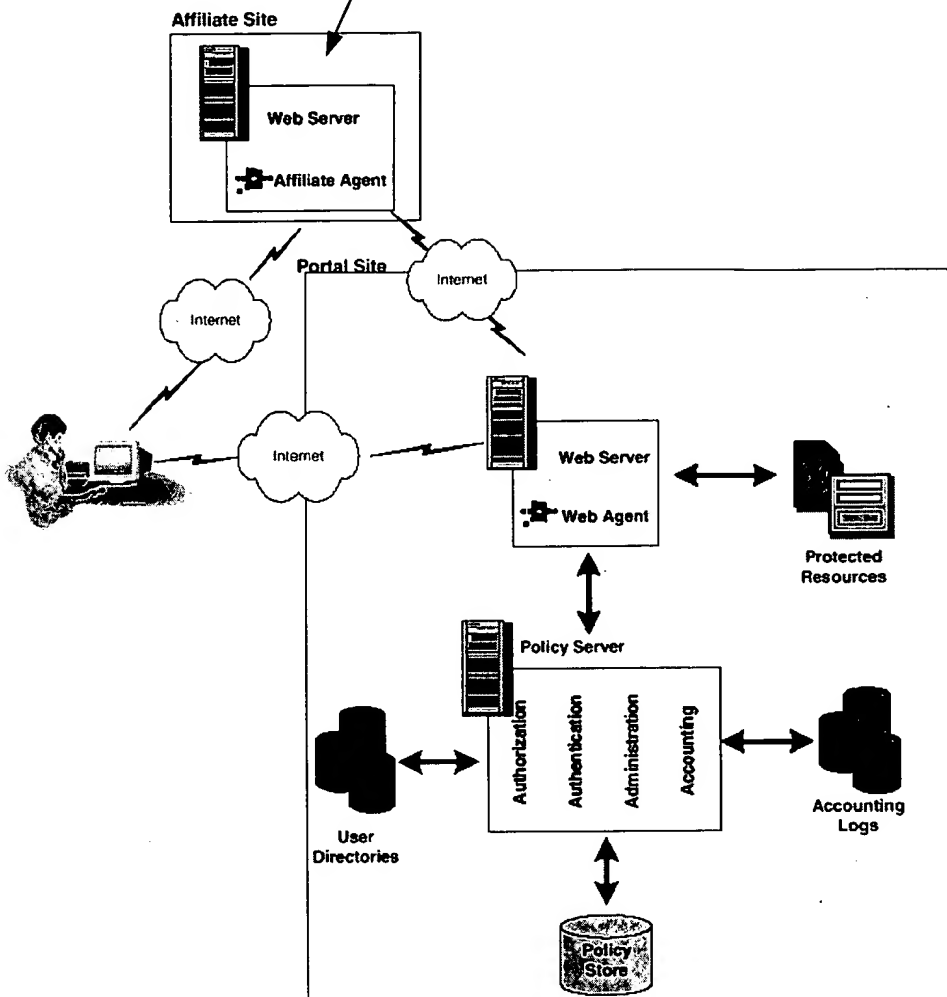 Affiliate Site
Web Server
Affiliate Agent
Portal Site
Internet
Internet
Internet
Web Server
Web Agent
Protected
Resources
Policy Server
Authorization
Authentication
Administration
Accounting
User
Directories
Accounting
Logs
Policy
Store